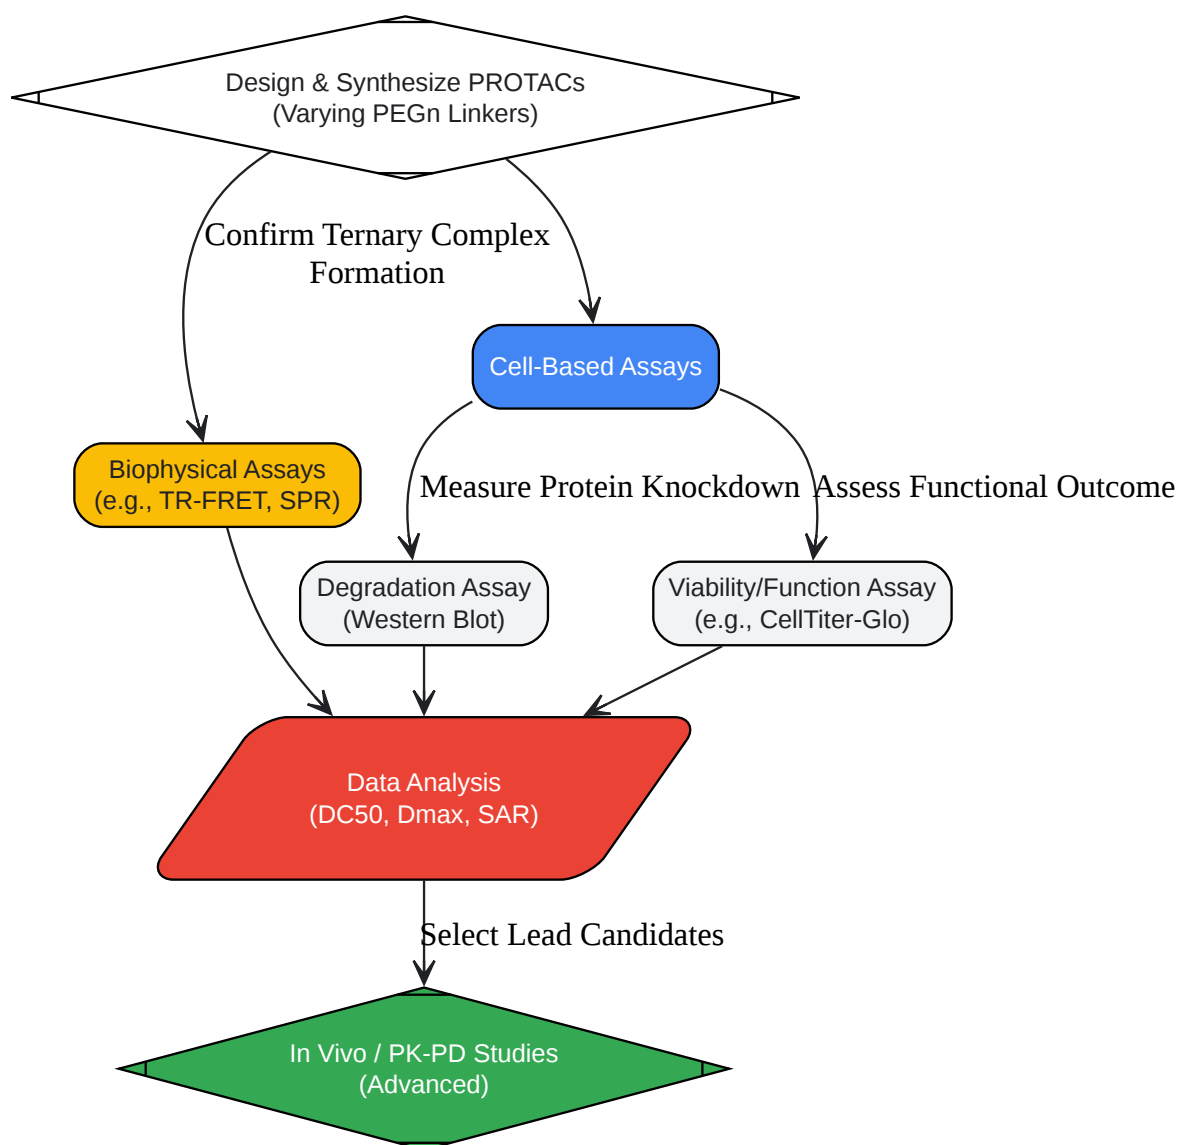 Design & Synthesize PROTACs
(Varying PEGn Linkers)
Confirm Ternary Complex
Formation
Cell-Based Assays
Biophysical Assays
(e.g., TR-FRET, SPR)
Measure Protein Knockdown
Assess Functional Outcome
Degradation Assay
(Western Blot)
Viability/Function Assay
(e.g., CellTiter-Glo)
Data Analysis
(DC50, Dmax, SAR)
Select Lead Candidates
In Vivo / PK-PD Studies
(Advanced)